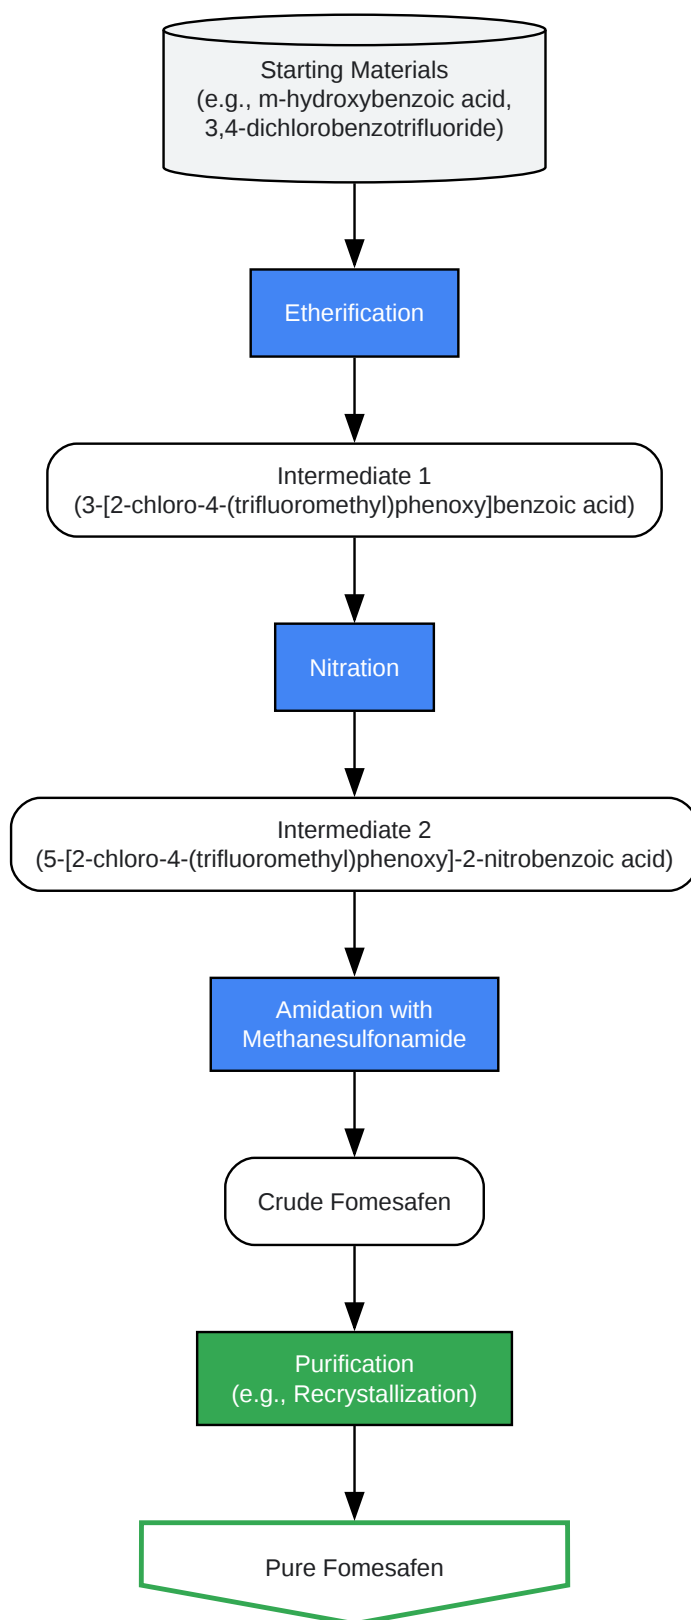 Starting Materials
(e.g., m-hydroxybenzoic acid,
3,4-dichlorobenzotrifluoride)
Etherification
Intermediate 1
(3-[2-chloro-4-(trifluoromethyl)phenoxy]benzoic acid)
Nitration
Intermediate 2
(5-[2-chloro-4-(trifluoromethyl)phenoxy]-2-nitrobenzoic acid)
Amidation with
Methanesulfonamide
Crude Fomesafen
Purification
(e.g., Recrystallization)
Pure Fomesafen